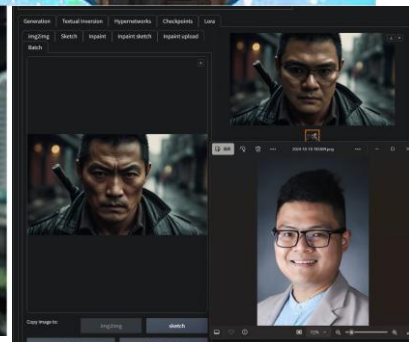 Generation Textual Inversion Hypernetworks Checkpoints Lora
img2img Sketch Inpaint Inpaint sketch Inpaint upload
Batch
Copy image to:
img2img sketch
72%